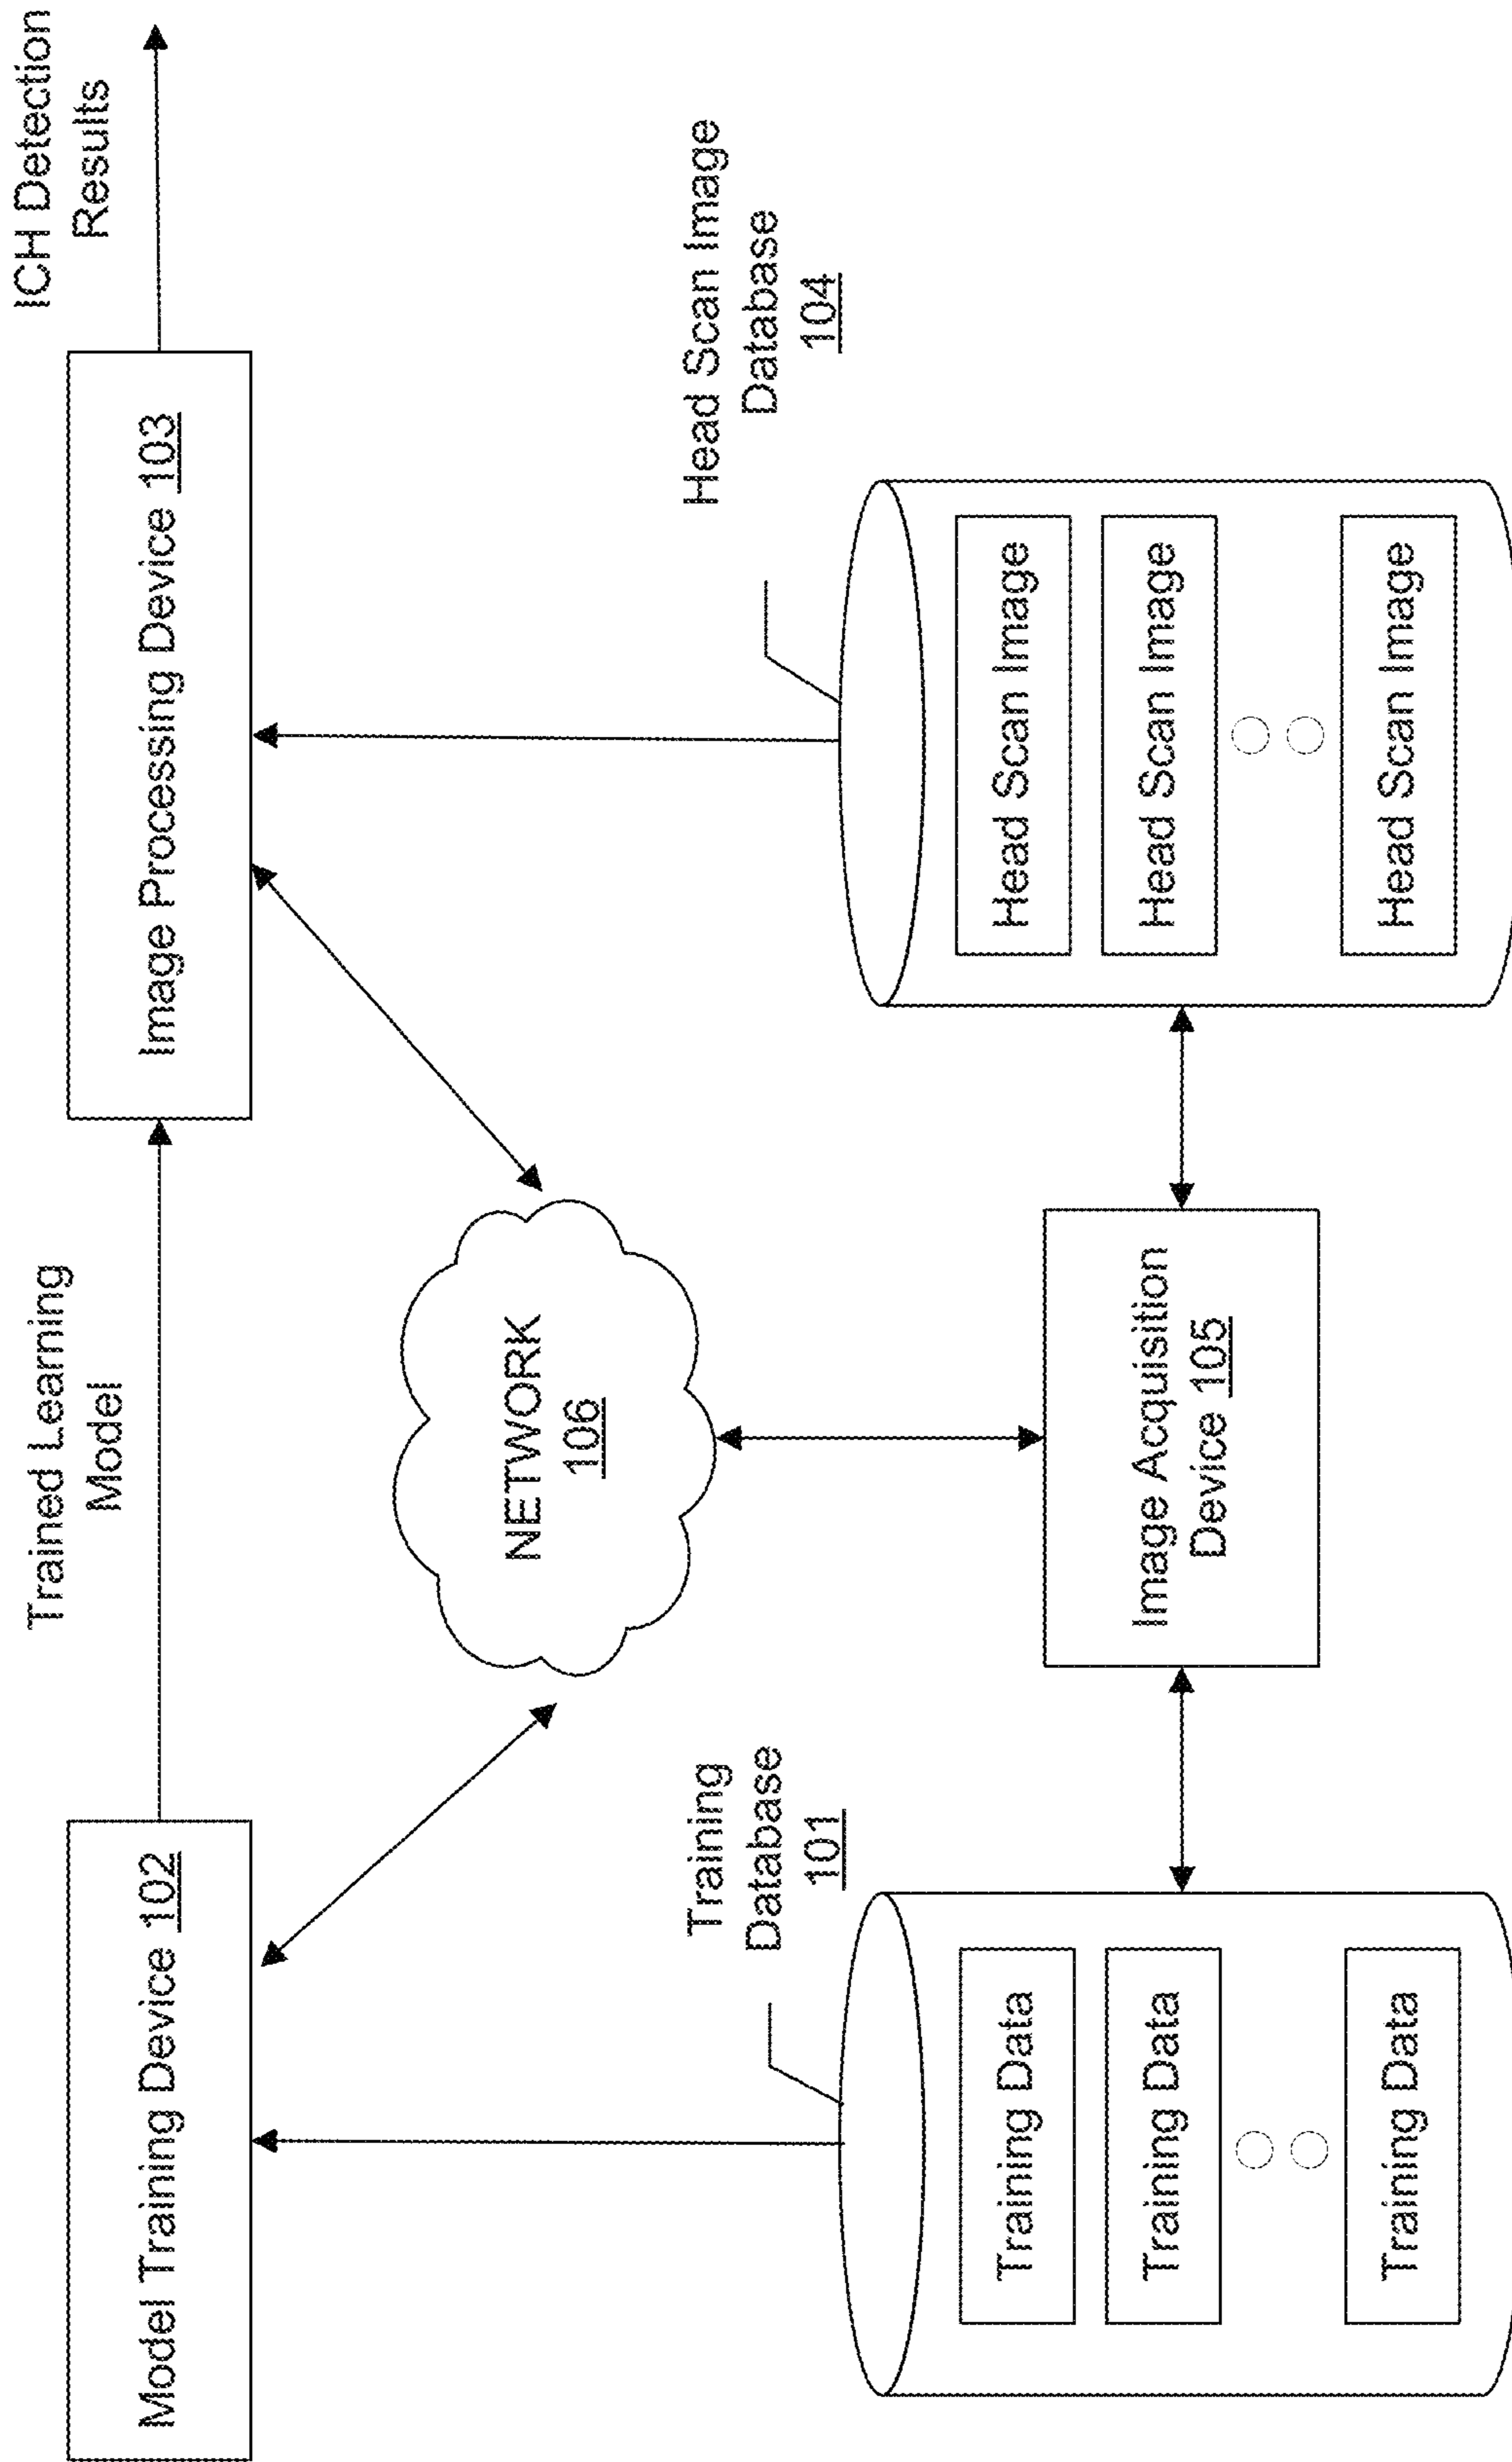 Trained Learning
Model
ICH Detection
Results
Model Training Device 102
Image Processing Device 103
NETWORK
106
Training
Database
101
Head Scan Image
Database
104
Training Data
Training Data
Training Data
Image Acquisition
Device 105
Head Scan Image
Head Scan Image
Head Scan Image